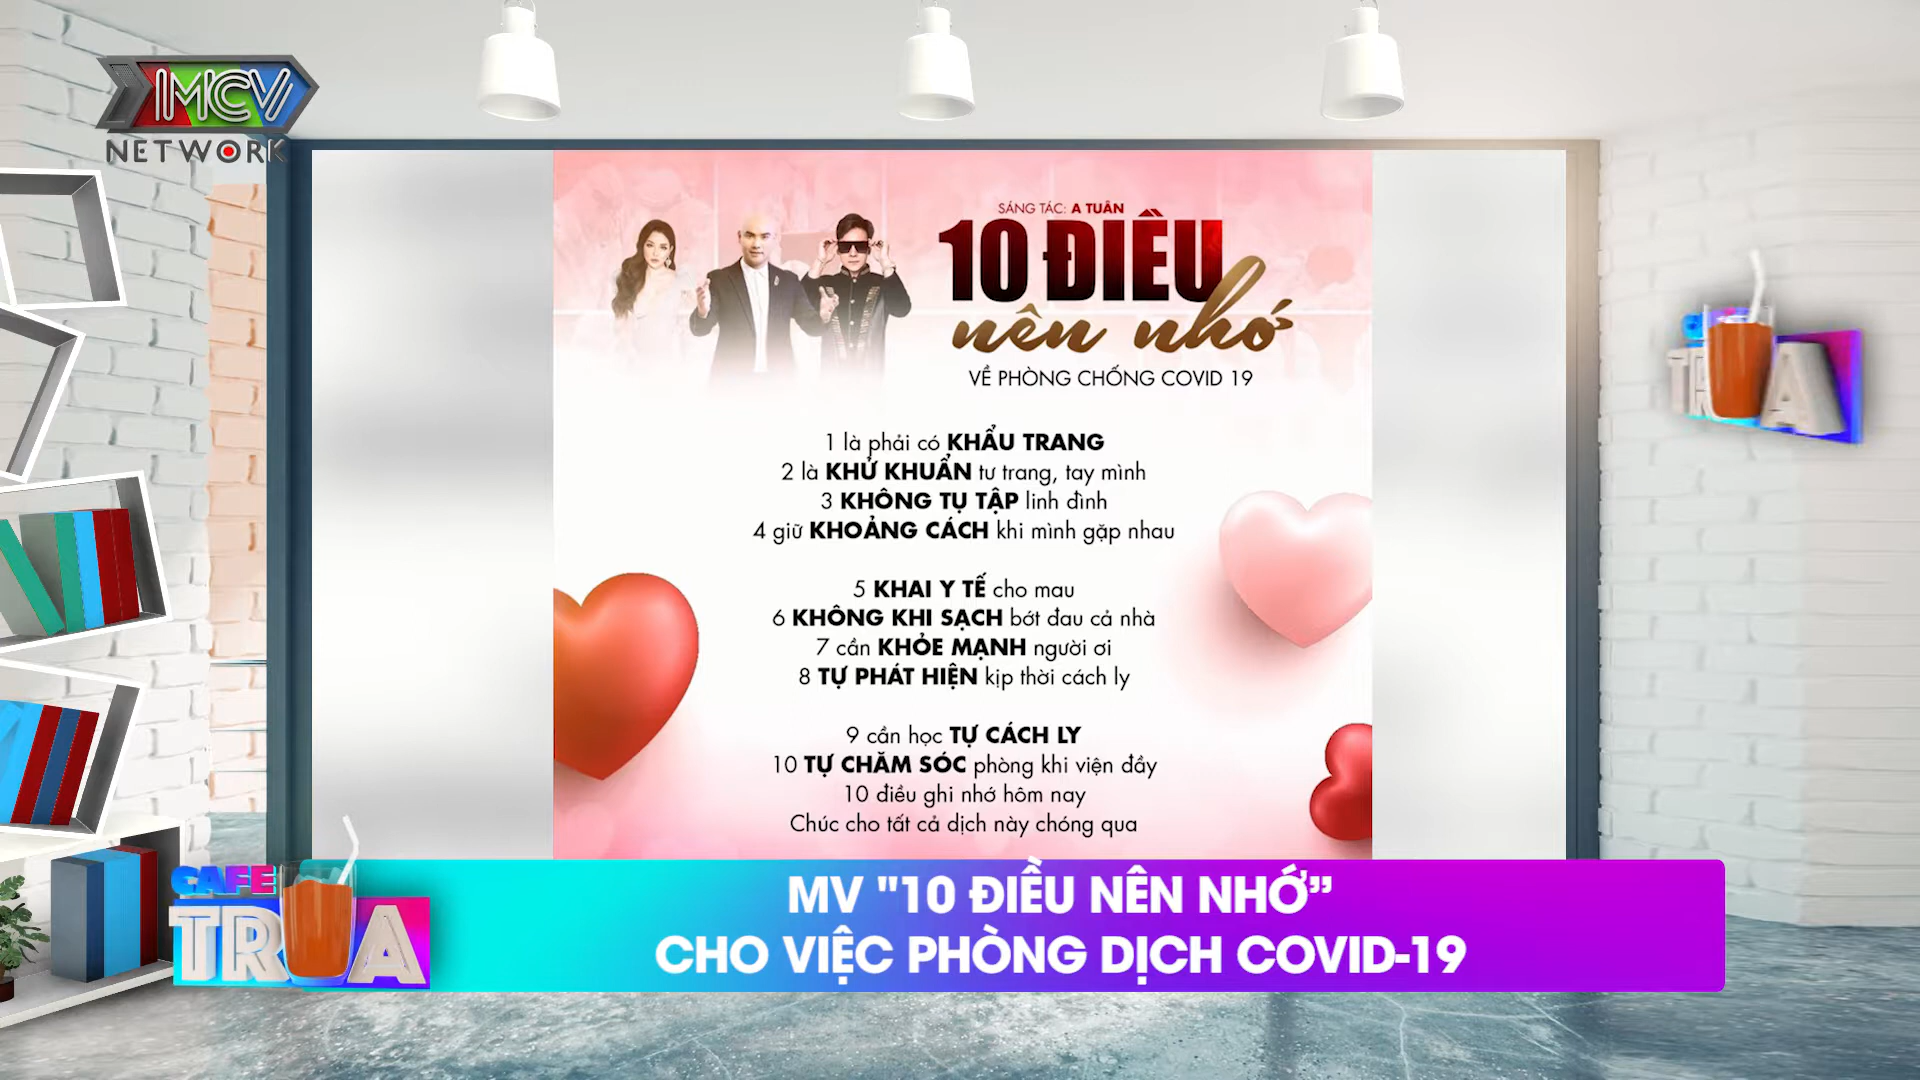 MCV
NETWORK
SÁNG TÁC: A TUÂN
10 ĐIỀU
nên nhớ
VỀ PHÒNG CHỐNG COVID 19
1 là phải có KHẨU TRANG
2 là KHỬ KHUẨN tư trang, tay mình
3 KHÔNG TỤ TẬP linh đình
4 giữ KHOẢNG CÁCH khi mình gặp nhau
5 KHAI Y TẾ cho mau
6 KHÔNG KHI SẠCH bớt đau cả nhà
7 cần KHỎE MẠNH người ơi
8 TỰ PHÁT HIỆN kịp thời cách ly
9 cần học TỰ CÁCH LY
10 TỰ CHĂM SÓC phòng khi viện đầy
10 điều ghi nhớ hôm nay
Chúc cho tất cả dịch này chóng qua
CAFE
TRƯA
MV "10 ĐIỀU NÊN NHỚ”
CHO VIỆC PHÒNG DỊCH COVID-19